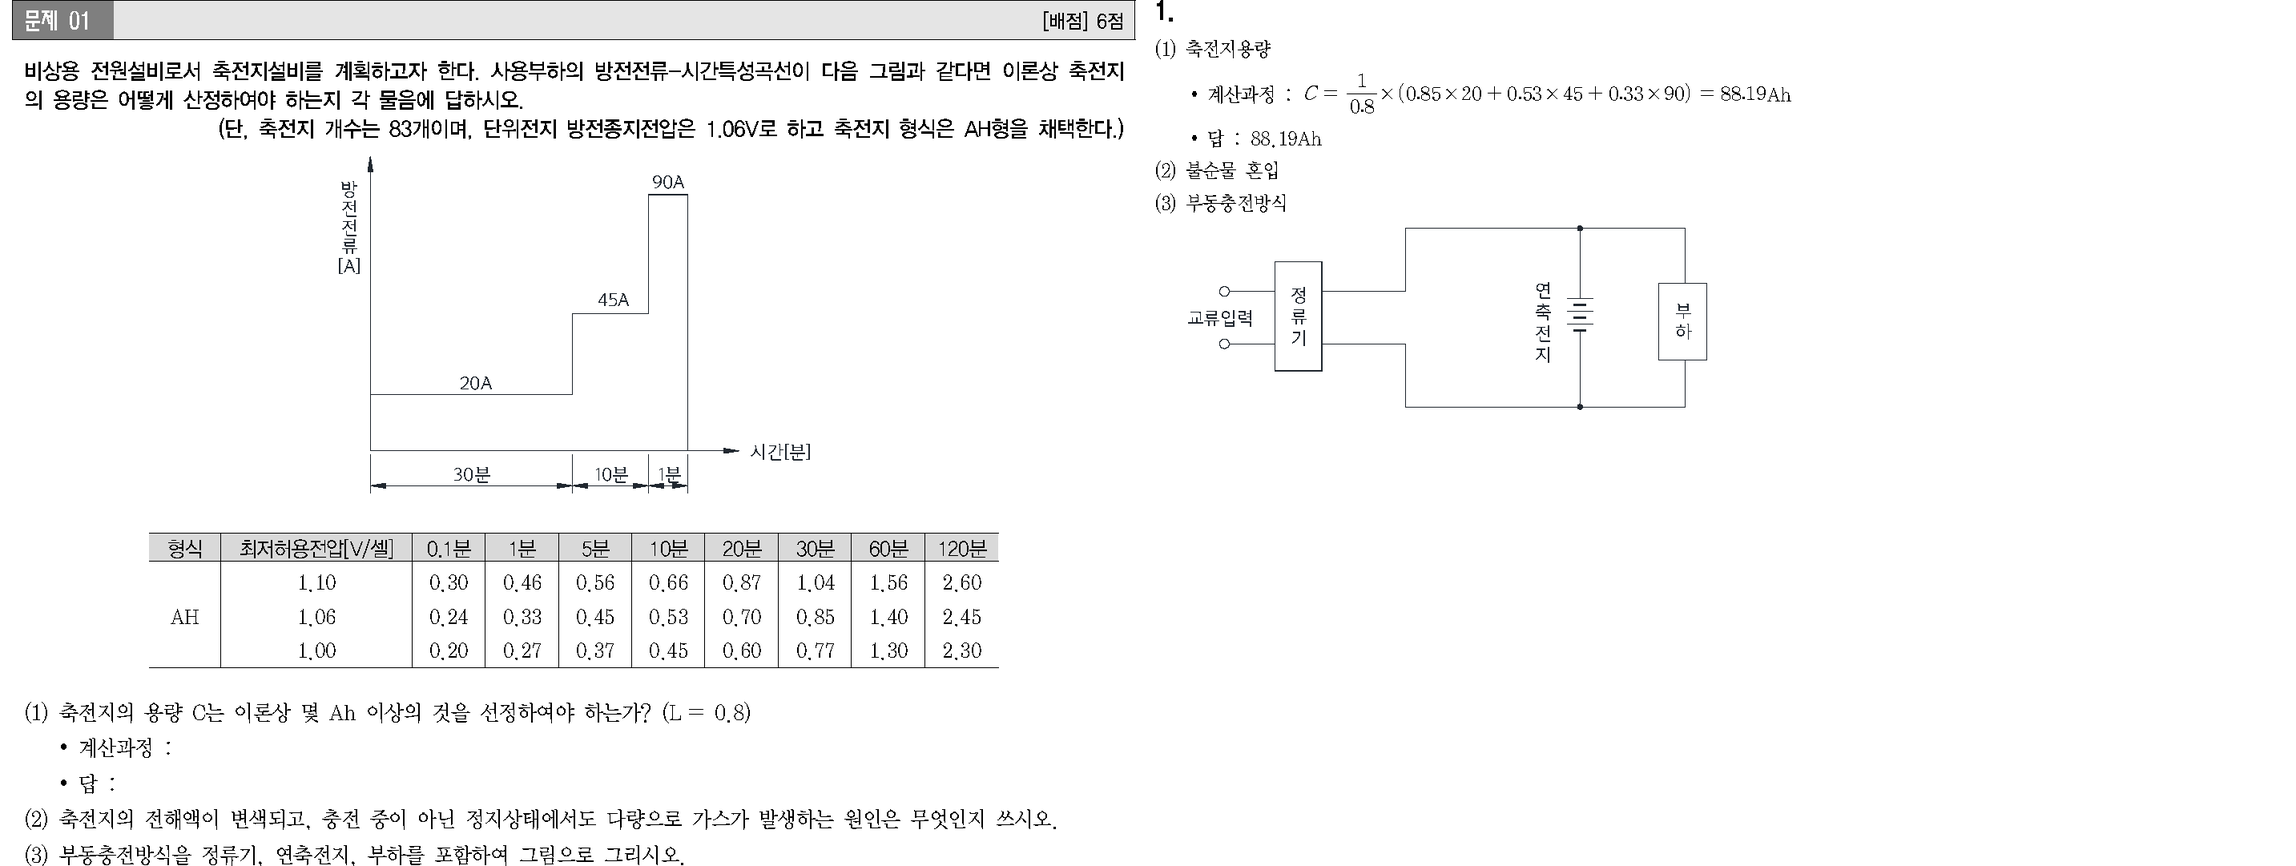 문제 01
[배점] 6점
비상용 전원설비로서 축전지설비를 계획하고자 한다. 사용부하의 방전전류-시간특성곡선이 다음 그림과 같다면 이론상 축전지
의 용량은 어떻게 산정하여야 하는지 각 물음에 답하시오.
(단, 축전지 개수는 83개이며, 단위전지 방전종지전압은 1.06V로 하고 축전지 형식은 AH형을 채택한다.)
방전전류[A]
90A
45A
20A
시간[분]
30분 10분 1분
형식 최저허용전압[V/셀] 0.1분 1분 5분 10분 20분 30분 60분 120분
1.10 0.30 0.46 0.56 0.66 0.87 1.04 1.56 2.60
AH 1.06 0.24 0.33 0.45 0.53 0.70 0.85 1.40 2.45
1.00 0.20 0.27 0.37 0.45 0.60 0.77 1.30 2.30
(1) 축전지의 용량 C는 이론상 몇 Ah 이상의 것을 선정하여야 하는가? (L = 0.8)
• 계산과정 :
• 답 :
(2) 축전지의 전해액이 변색되고, 충전 중이 아닌 정지상태에서도 다량으로 가스가 발생하는 원인은 무엇인지 쓰시오.
(3) 부동충전방식을 정류기, 연축전지, 부하를 포함하여 그림으로 그리시오.
1.
(1) 축전지용량
• 계산과정 : C = 1/0.8 × (0.85×20 + 0.53×45 + 0.33×90) = 88.19Ah
• 답 : 88.19Ah
(2) 불순물 혼입
(3) 부동충전방식
교류입력
정류기
연축전지
부하